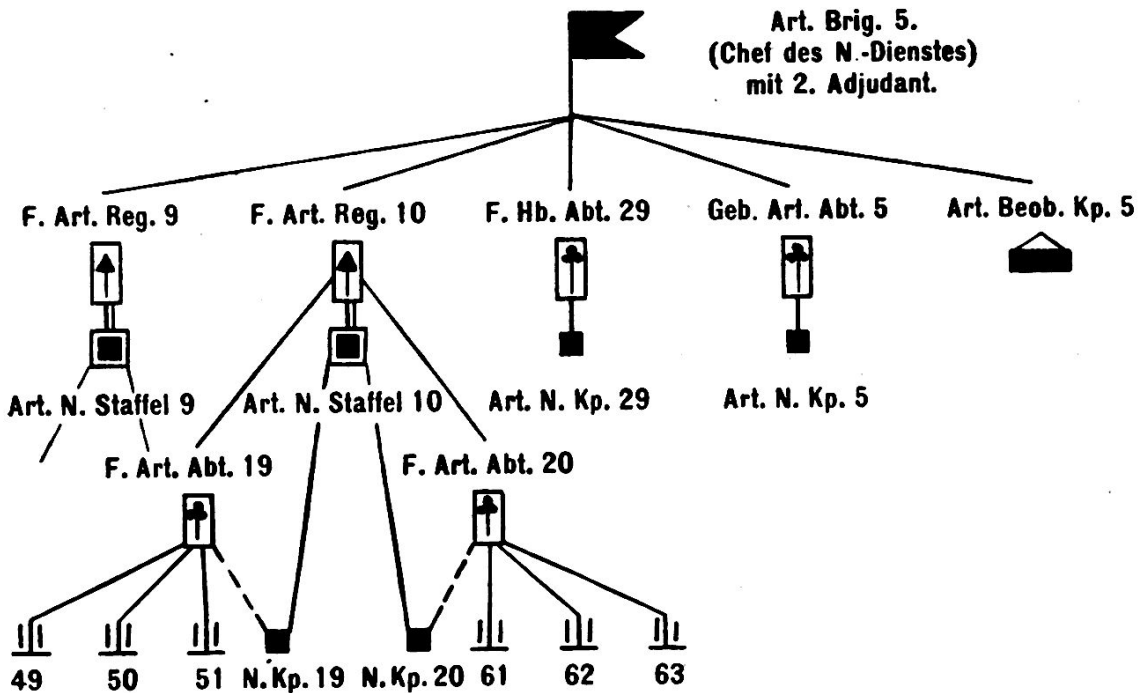 Art. Brig. 5.
(Chef des N.-Dienstes)
mit 2. Adjudant.
F. Art. Reg. 9
F. Art. Reg. 10
F. Hb. Abt. 29
Geb. Art. Abt. 5
Art. Beob. Kp. 5
Art. N. Staffel 9
Art. N. Staffel 10
Art. N. Kp. 29
Art. N. Kp. 5
F. Art. Abt. 19
F. Art. Abt. 20
49
50
51
N. Kp. 19
N. Kp. 20
61
62
63